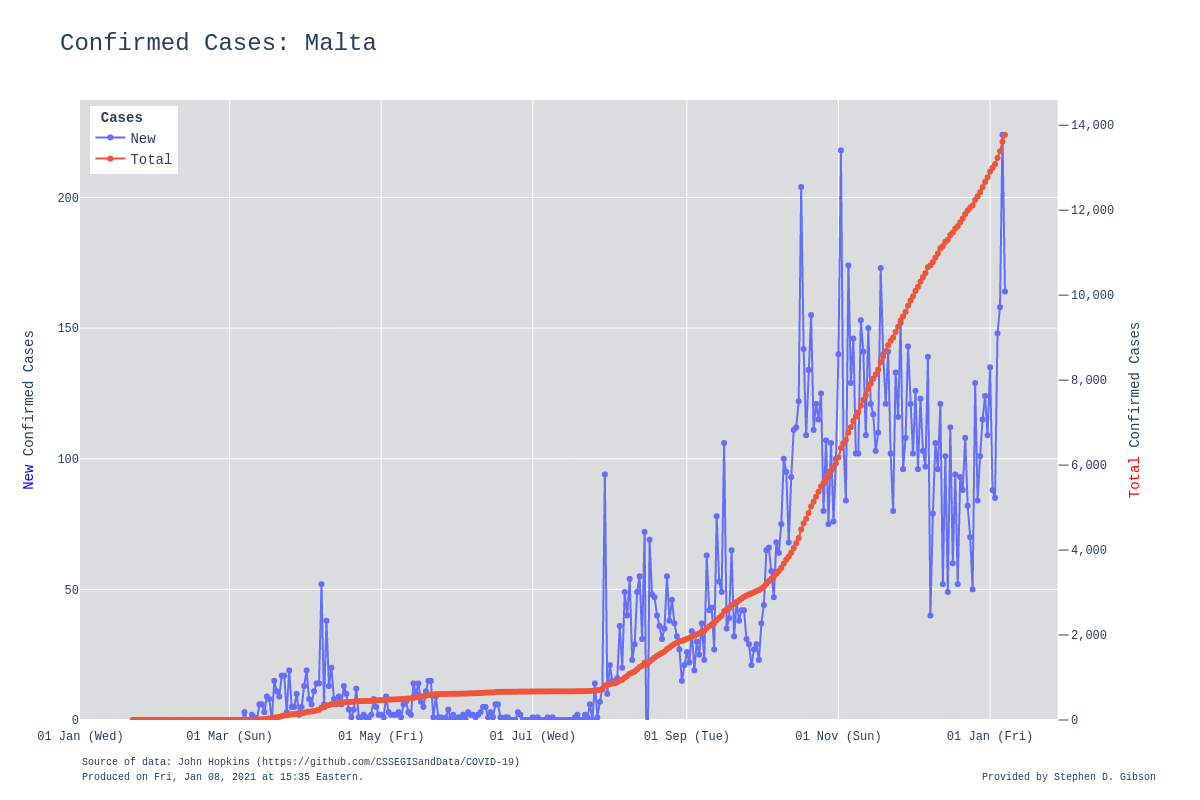 Confirmed Cases: Malta
Cases
New
Total
200
150
100
50
0
New Confirmed Cases
14,000
12,000
10,000
8,000
6,000
4,000
2,000
0
Total Confirmed Cases
01 Jan (Wed)
01 Mar (Sun)
01 May (Fri)
01 Jul (Wed)
01 Sep (Tue)
01 Nov (Sun)
01 Jan (Fri)
Source of data: John Hopkins (https://github.com/CSSEGISandData/COVID-19)
Produced on Fri, Jan 08, 2021 at 15:35 Eastern.
Provided by Stephen D. Gibson